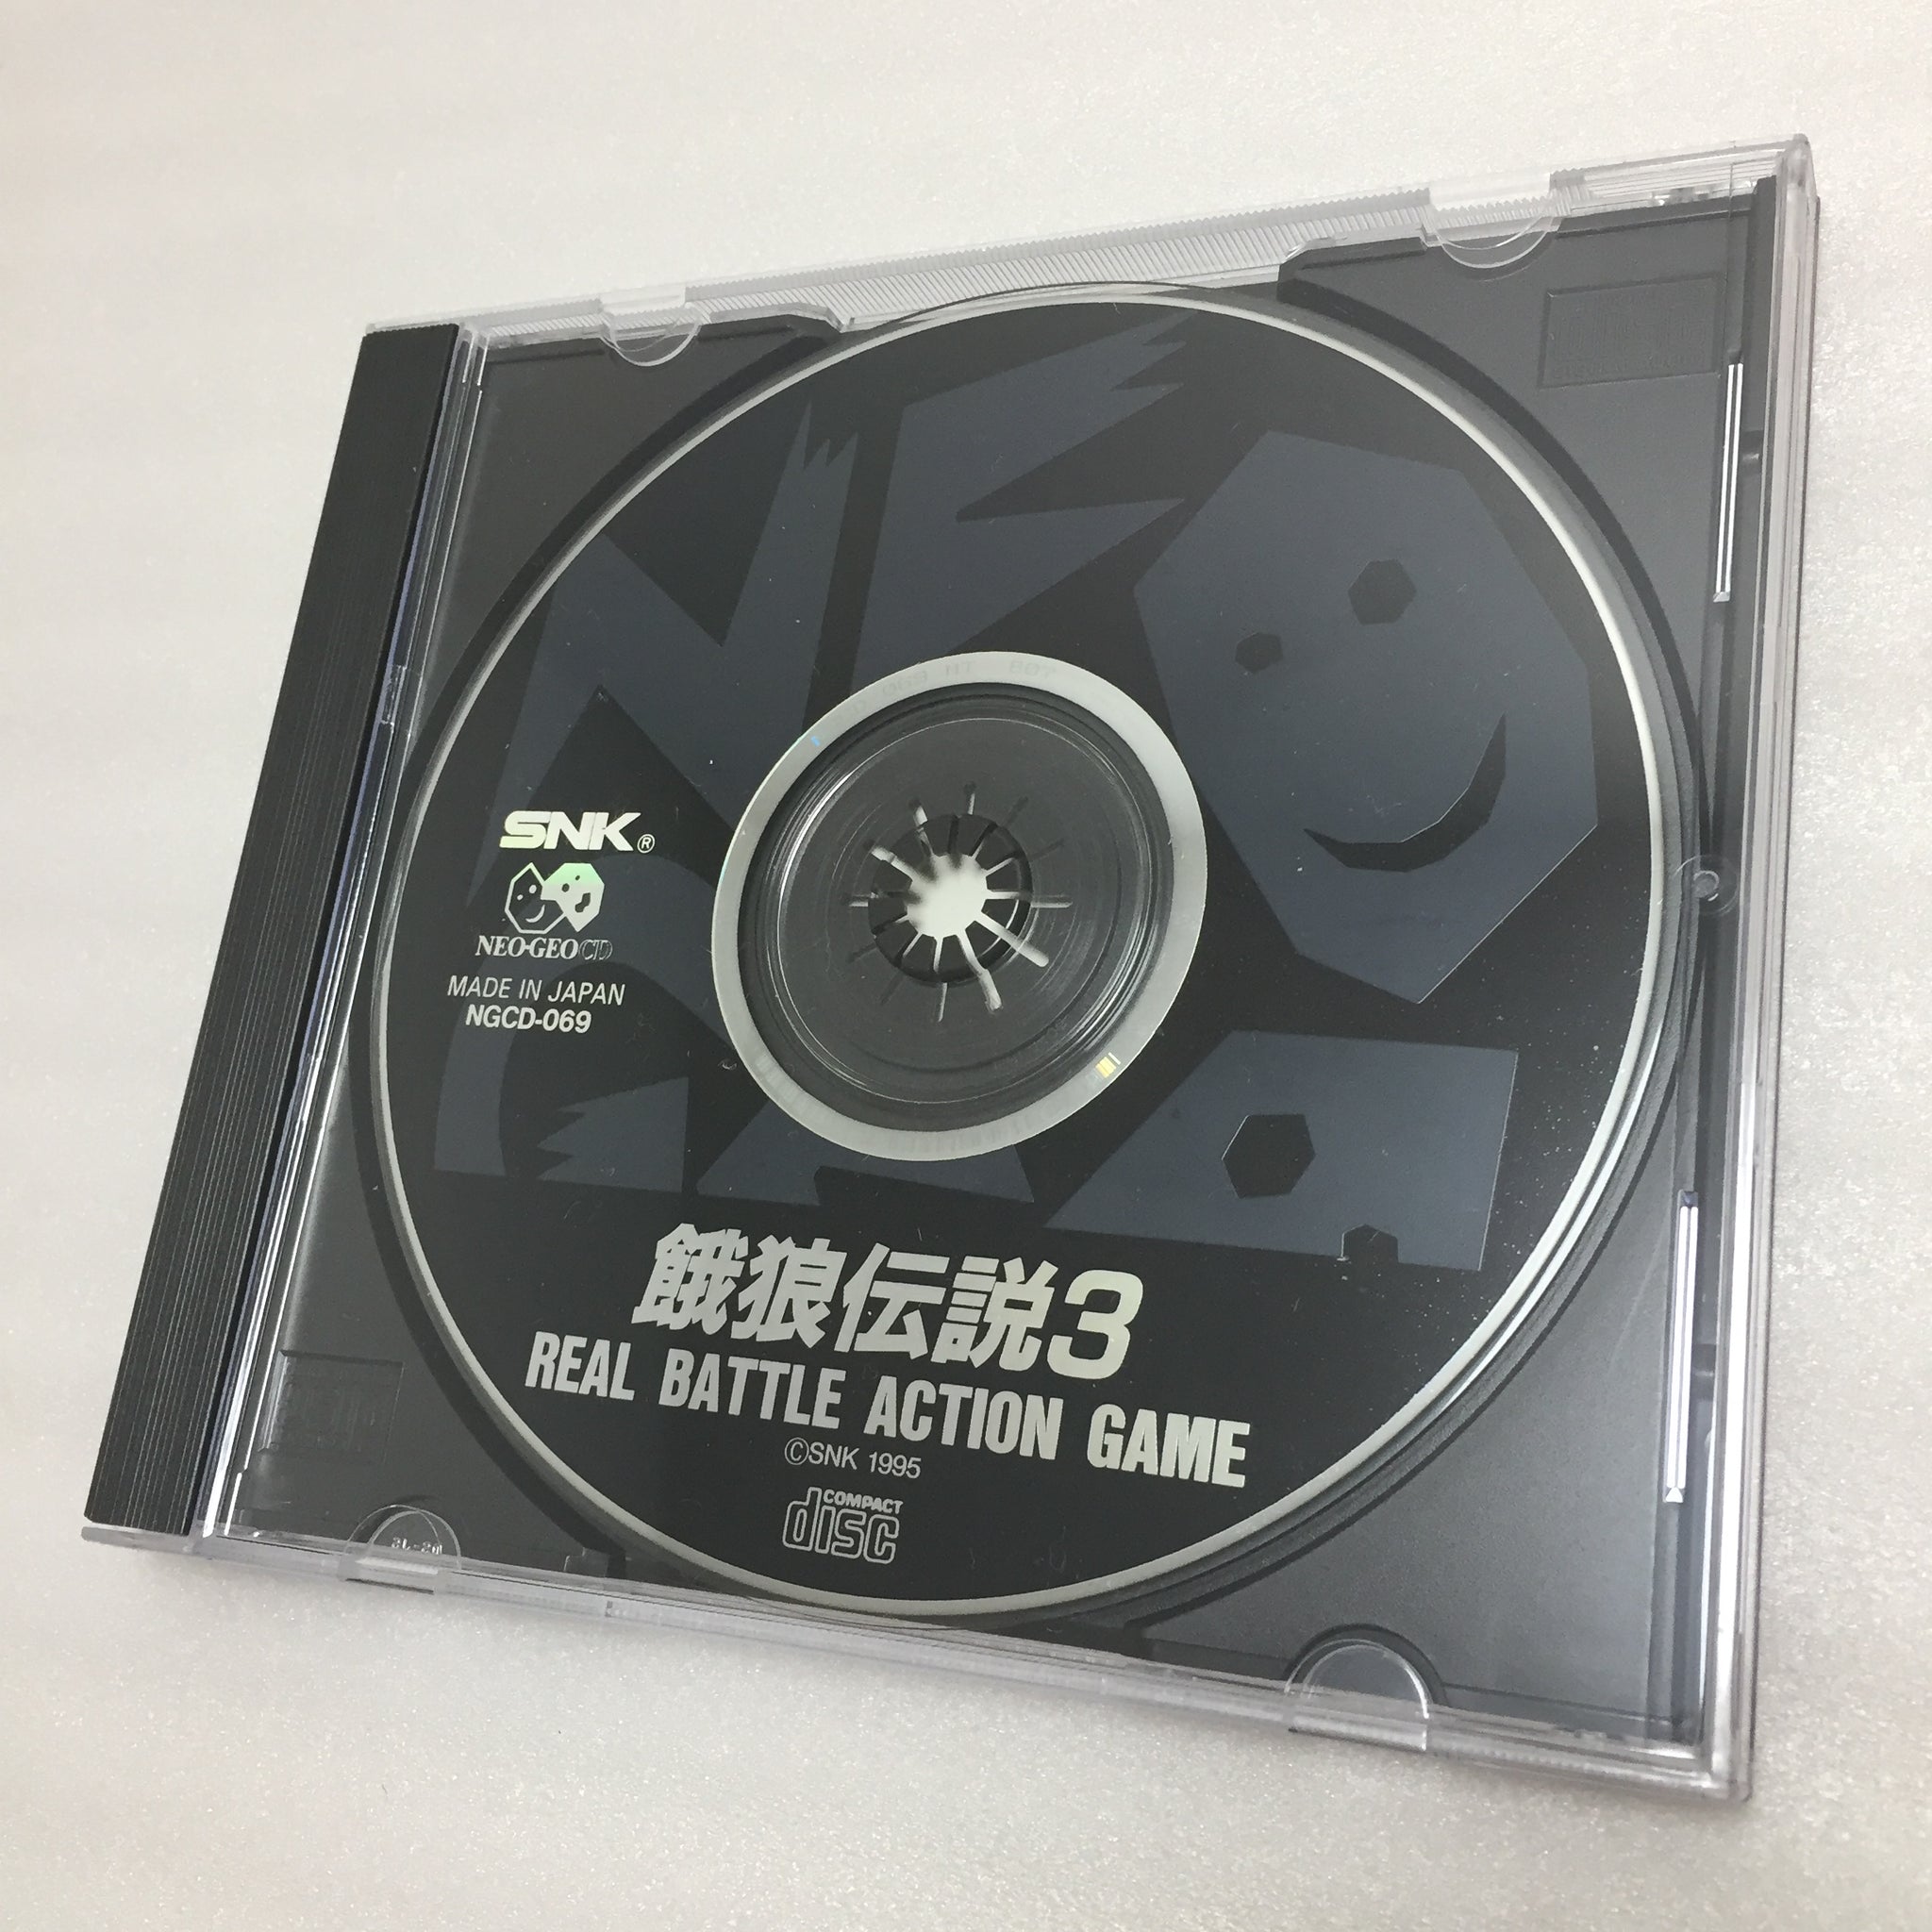 SNK®
NEO·GEO CD
MADE IN JAPAN
NGCD-069
餓狼伝説3
REAL BATTLE ACTION GAME
©SNK 1995
COMPACT
disc